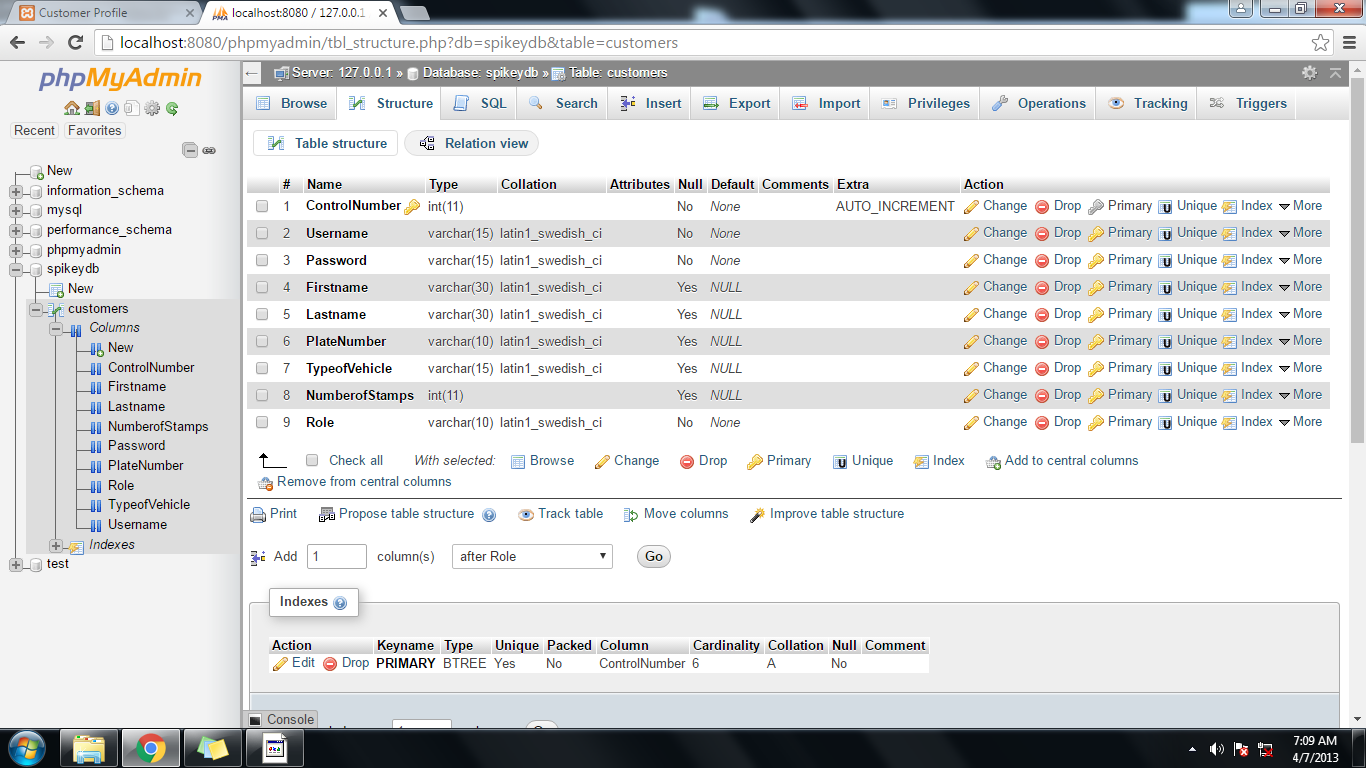 Customer Profile
localhost:8080 / 127.0.0.1
localhost:8080/phpmyadmin/tbl_structure.php?db=spikeydb&table=customers
phpMyAdmin
Recent Favorites
New
information_schema
mysql
performance_schema
phpmyadmin
spikeydb
New
customers
Columns
New
ControlNumber
Firstname
Lastname
NumberofStamps
Password
PlateNumber
Role
TypeofVehicle
Username
Indexes
test
Server: 127.0.0.1 » Database: spikeydb » Table: customers
Browse Structure SQL Search Insert Export Import Privileges Operations Tracking Triggers
Table structure Relation view
# Name Type Collation Attributes Null Default Comments Extra Action
1 ControlNumber int(11) No None AUTO_INCREMENT Change Drop Primary Unique Index More
2 Username varchar(15) latin1_swedish_ci No None Change Drop Primary Unique Index More
3 Password varchar(15) latin1_swedish_ci No None Change Drop Primary Unique Index More
4 Firstname varchar(30) latin1_swedish_ci Yes NULL Change Drop Primary Unique Index More
5 Lastname varchar(30) latin1_swedish_ci Yes NULL Change Drop Primary Unique Index More
6 PlateNumber varchar(10) latin1_swedish_ci Yes NULL Change Drop Primary Unique Index More
7 TypeofVehicle varchar(15) latin1_swedish_ci Yes NULL Change Drop Primary Unique Index More
8 NumberofStamps int(11) Yes NULL Change Drop Primary Unique Index More
9 Role varchar(10) latin1_swedish_ci No None Change Drop Primary Unique Index More
Check all With selected: Browse Change Drop Primary Unique Index Add to central columns
Remove from central columns
Print Propose table structure Track table Move columns Improve table structure
Add 1 column(s) after Role Go
Indexes
Action Keyname Type Unique Packed Column Cardinality Collation Null Comment
Edit Drop PRIMARY BTREE Yes No ControlNumber 6 A No
Console
7:09 AM
4/7/2013